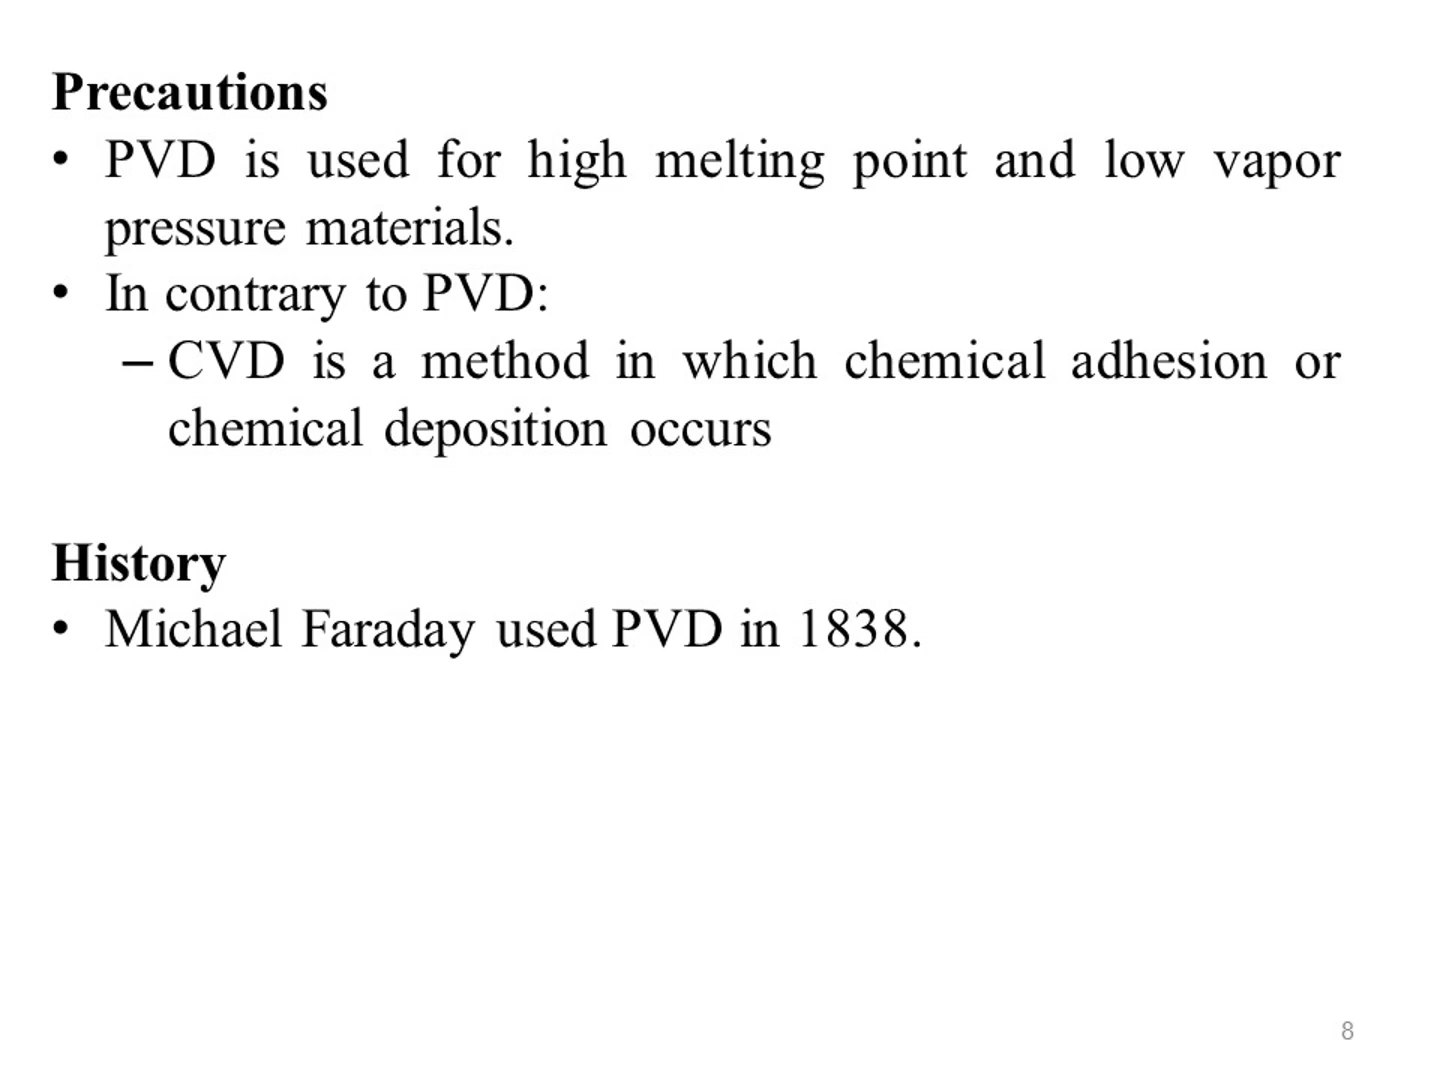 Precautions
• PVD is used for high melting point and low vapor
pressure materials.
• In contrary to PVD:
– CVD is a method in which chemical adhesion or
chemical deposition occurs
History
• Michael Faraday used PVD in 1838.
8